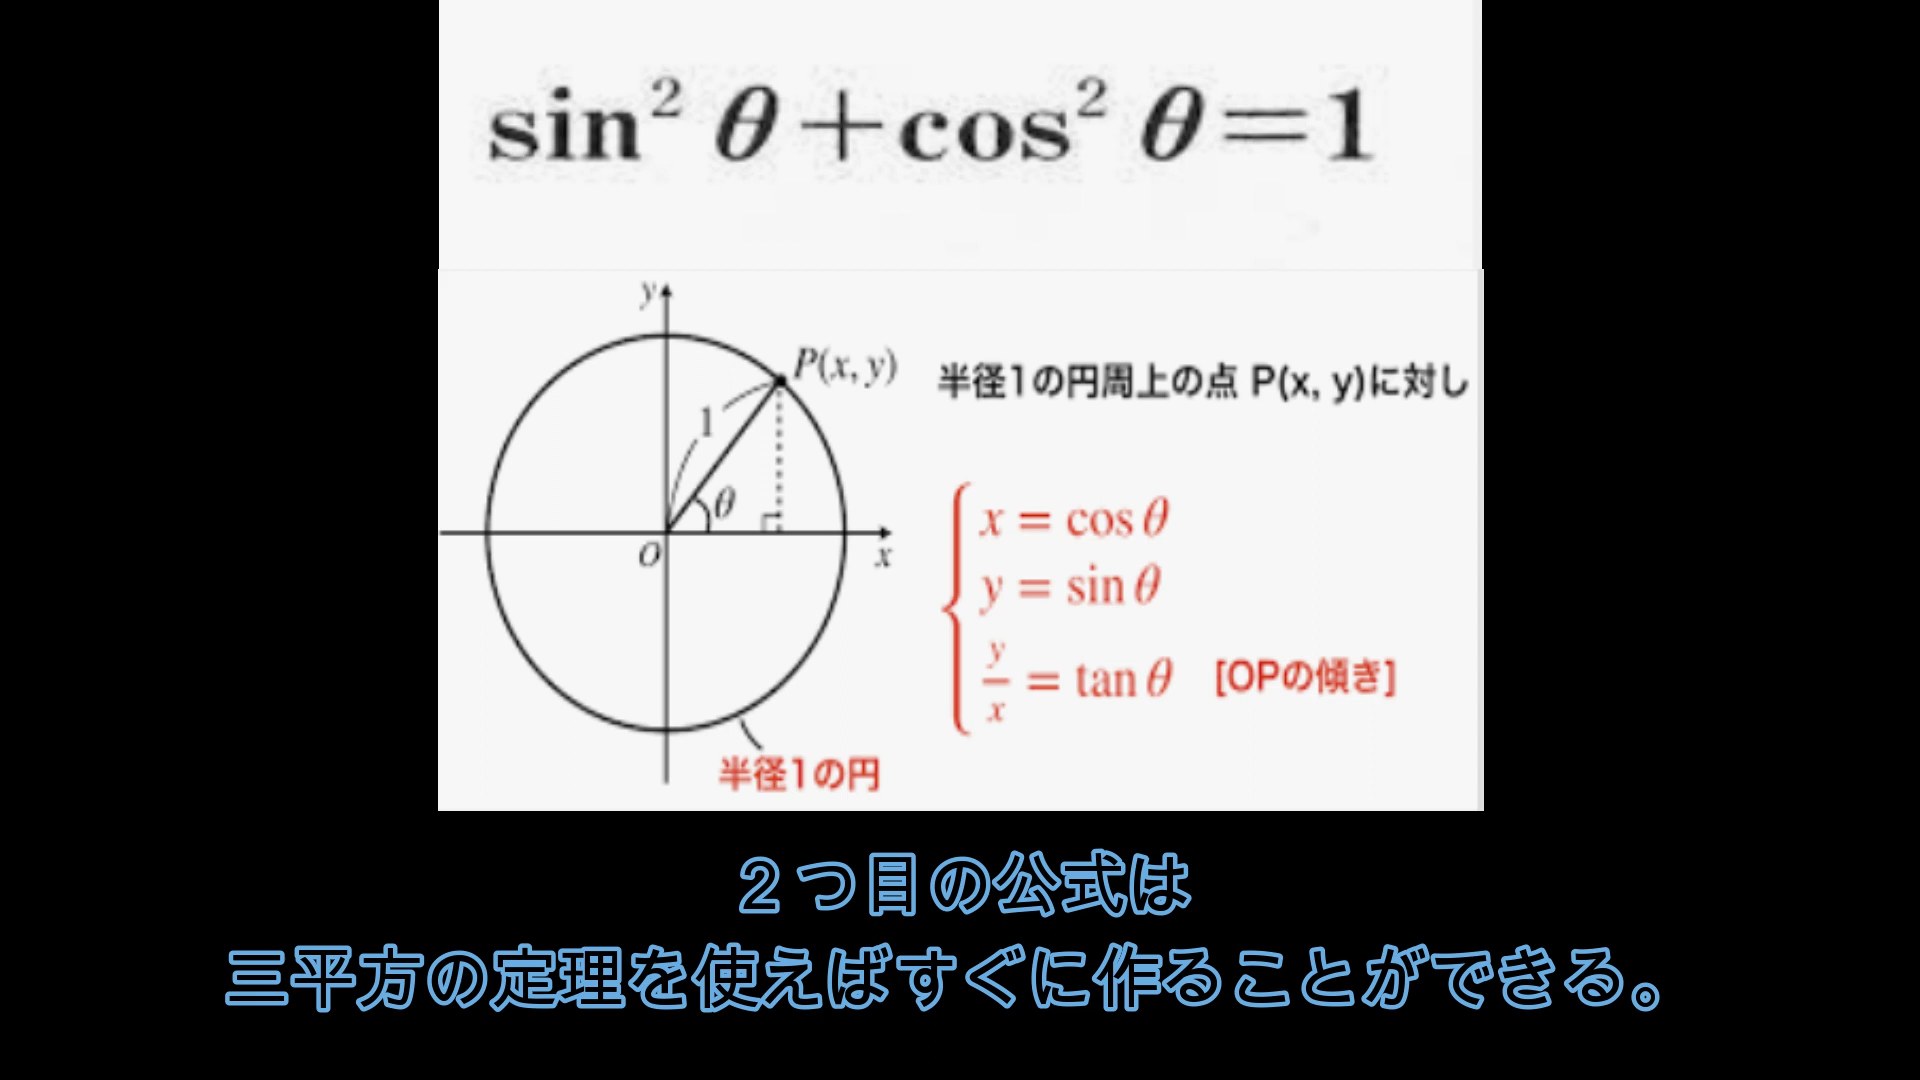 sin² θ+cos² θ=1
y
P(x, y)
半径1の円周上の点 P(x, y)に対し
1
θ
x = cos θ
O
x
y = sin θ
y/x = tan θ [OPの傾き]
半径1の円
２つ目の公式は
三平方の定理を使えばすぐに作ることができる。